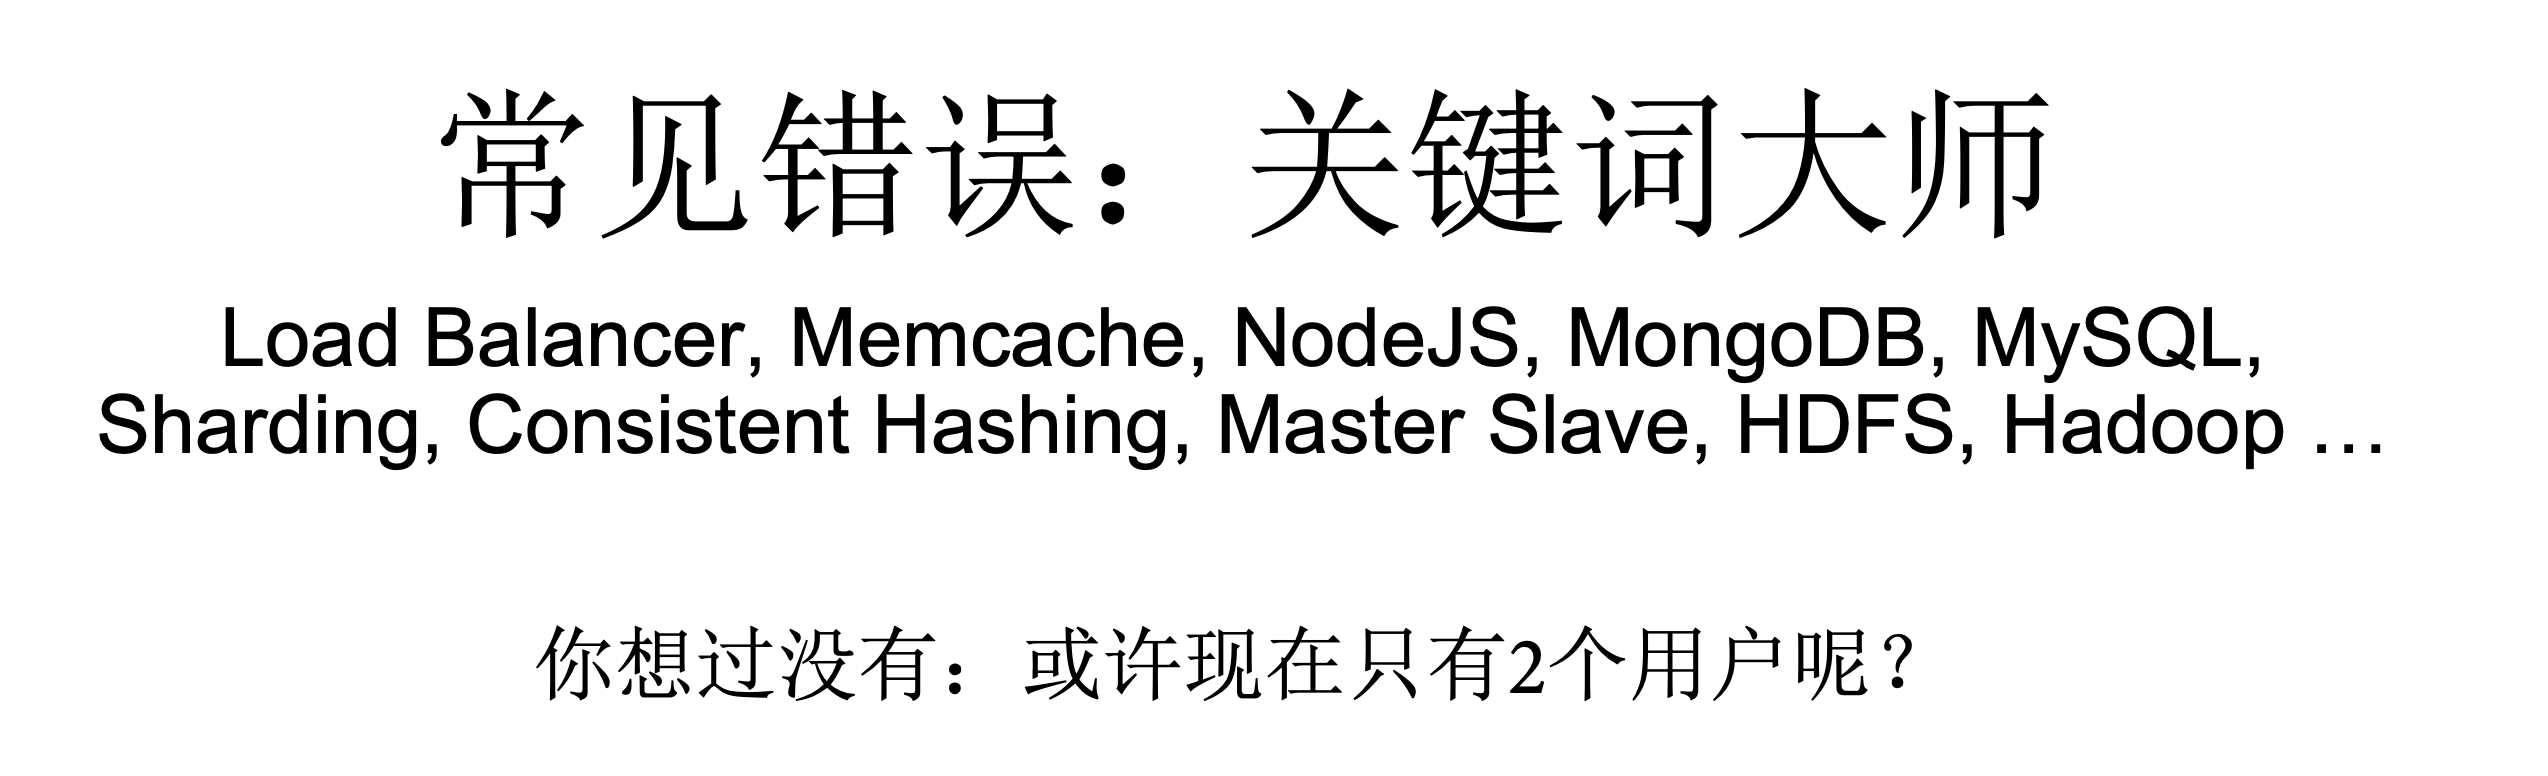 常见错误：关键词大师
Load Balancer, Memcache, NodeJS, MongoDB, MySQL,
Sharding, Consistent Hashing, Master Slave, HDFS, Hadoop …
你想过没有：或许现在只有2个用户呢？